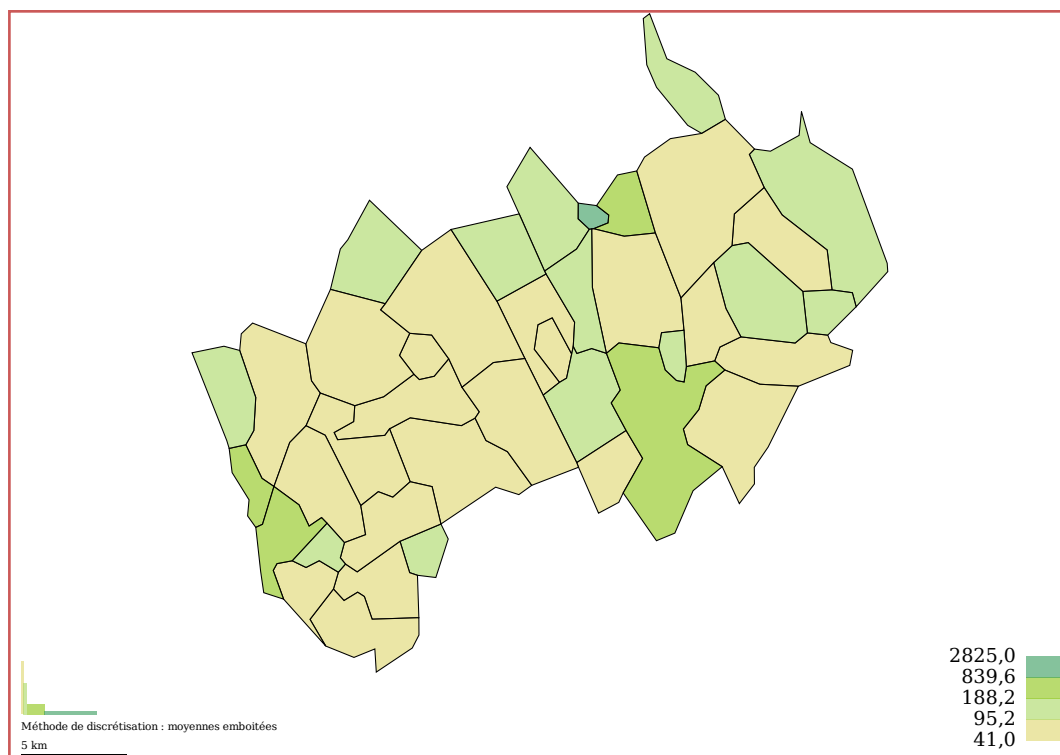 2825,0
839,6
188,2
95,2
41,0
Méthode de discrétisation : moyennes emboitées
5 km